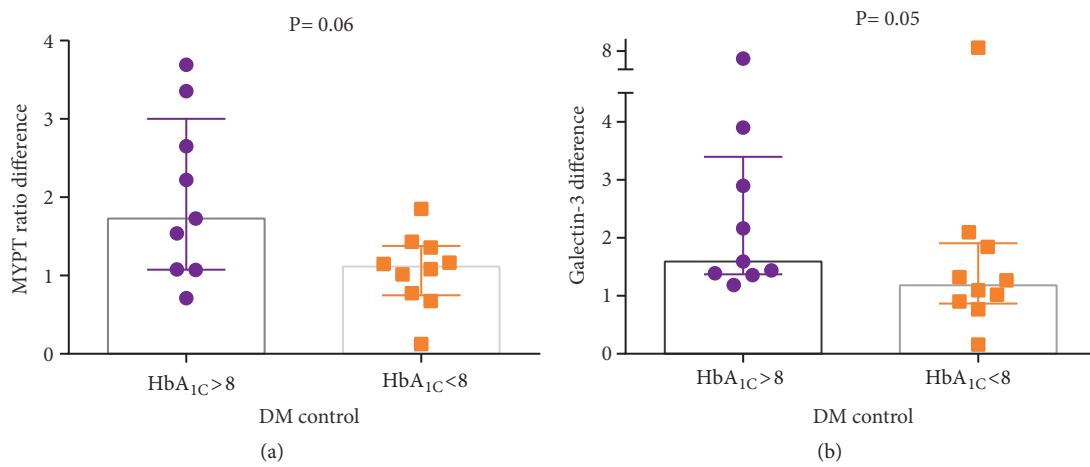 P= 0.06
MYPT ratio difference
4
3
2
1
0
HbA1C>8
HbA1C<8
DM control
(a)
P= 0.05
Galectin-3 difference
8
4
3
2
1
0
HbA1C>8
HbA1C<8
DM control
(b)